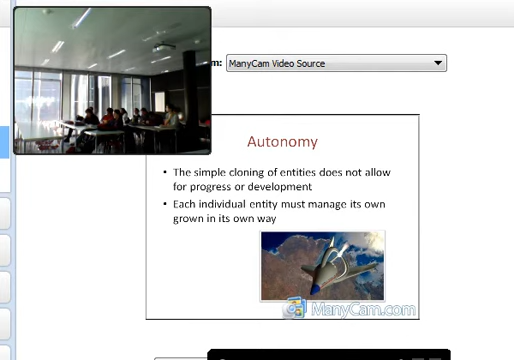 m: ManyCam Video Source
Autonomy
• The simple cloning of entities does not allow
for progress or development
• Each individual entity must manage its own
grown in its own way
ManyCam.com